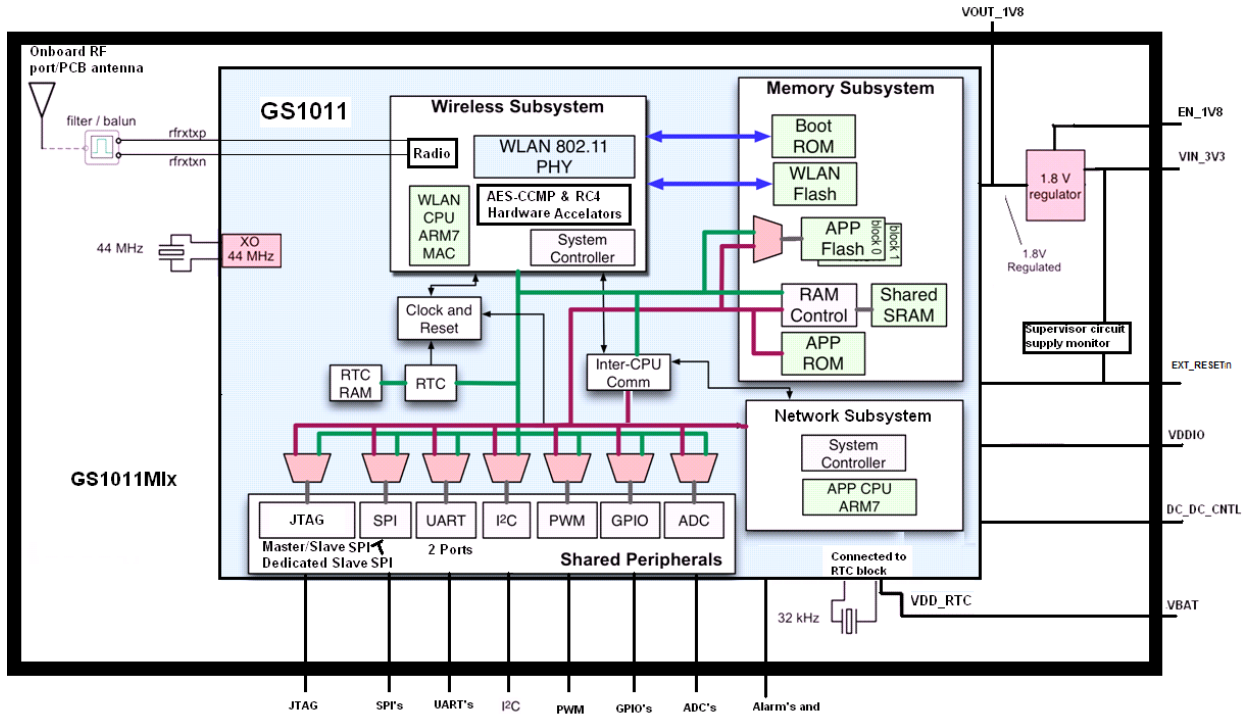 VOUT_1V8
Onboard RF
port/PCB antenna
GS1011
Wireless Subsystem
Memory Subsystem
EN_1V8
filter / balun
rfrxtxp
rfrxtxn
Radio
WLAN 802.11
PHY
Boot
ROM
WLAN
Flash
VIN_3V3
1.8 V
regulator
WLAN
CPU
ARM7
MAC
AES-CCMP & RC4
Hardware Accelators
System
Controller
APP
Flash
block 0
block 1
44 MHz
XO
44 MHz
1.8V
Regulated
Clock and
Reset
RAM
Control
Shared
SRAM
Supervisor circuit
supply monitor
APP
ROM
RTC
RAM
RTC
Inter-CPU
Comm
EXT_RESETn
Network Subsystem
System
Controller
VDDIO
GS1011MIx
APP CPU
ARM7
DC_DC_CNTL
JTAG
SPI
UART
I²C
PWM
GPIO
ADC
Master/Slave SPI
Dedicated Slave SPI
2 Ports
Shared Peripherals
Connected to
RTC block
VDD_RTC
VBAT
32 kHz
JTAG
SPI's
UART's
I²C
PWM
GPIO's
ADC's
Alarm's and